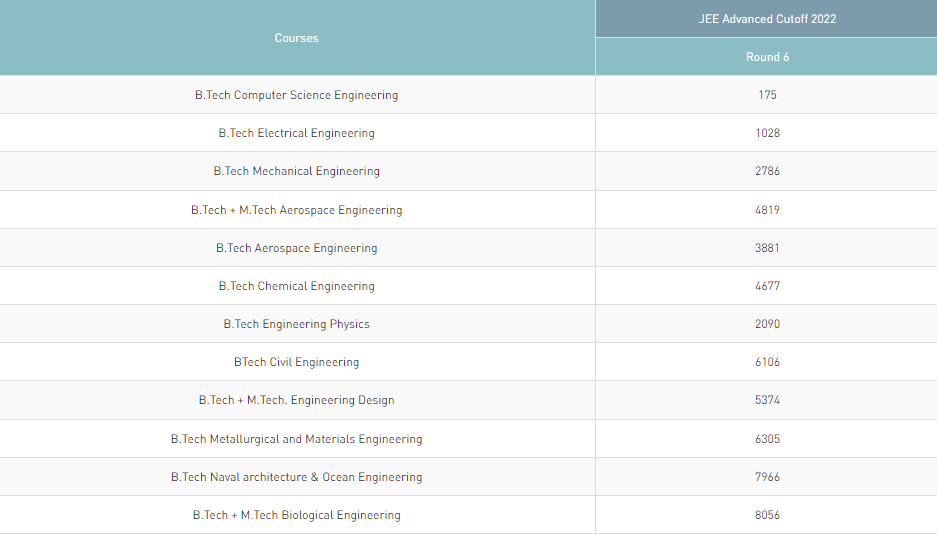 Courses
JEE Advanced Cutoff 2022
Round 6
B.Tech Computer Science Engineering 175
B.Tech Electrical Engineering 1028
B.Tech Mechanical Engineering 2786
B.Tech + M.Tech Aerospace Engineering 4819
B.Tech Aerospace Engineering 3881
B.Tech Chemical Engineering 4677
B.Tech Engineering Physics 2090
BTech Civil Engineering 6106
B.Tech + M.Tech. Engineering Design 5374
B.Tech Metallurgical and Materials Engineering 6305
B.Tech Naval architecture & Ocean Engineering 7966
B.Tech + M.Tech Biological Engineering 8056